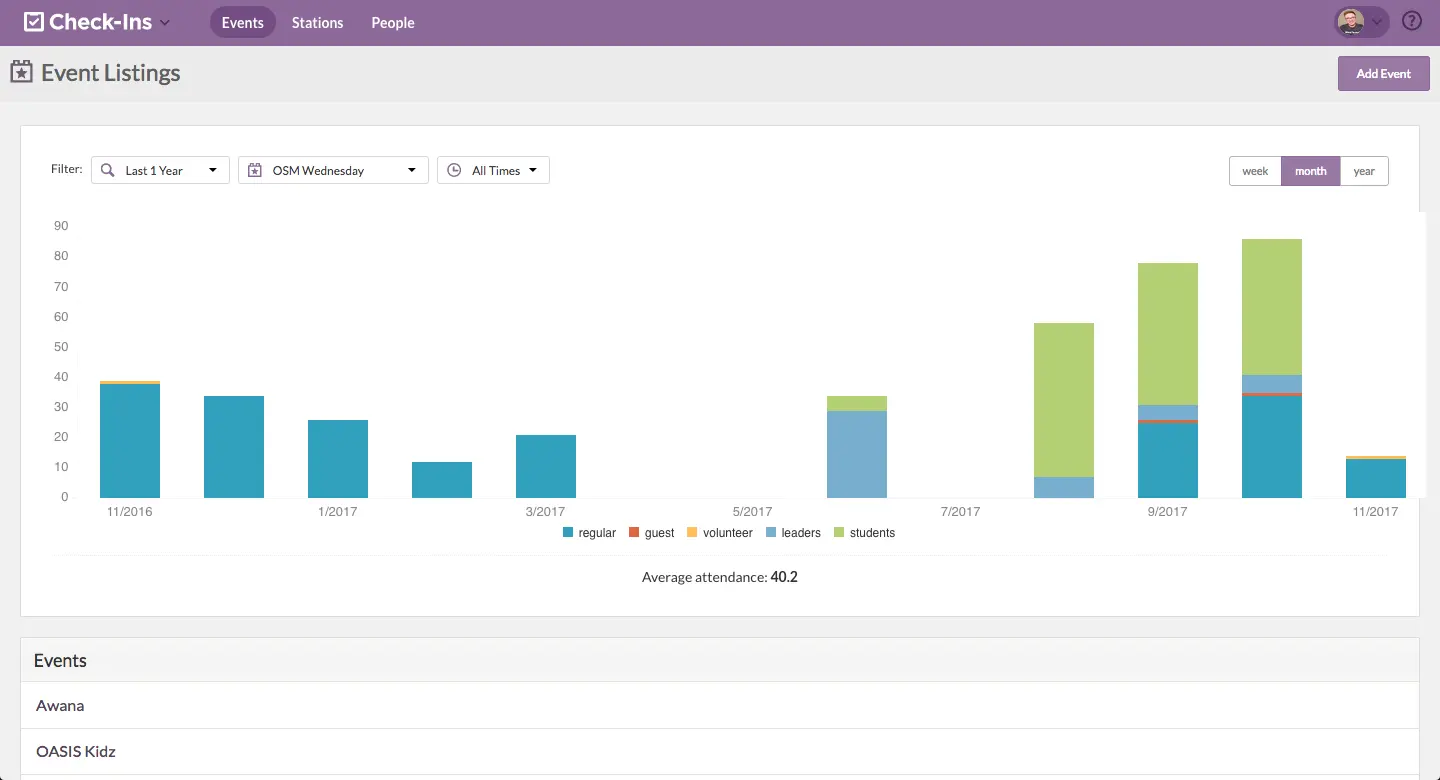 Check-Ins Events Stations People
Event Listings Add Event
Filter: Last 1 Year OSM Wednesday All Times week month year
90
80
70
60
50
40
30
20
10
0
11/2016 1/2017 3/2017 5/2017 7/2017 9/2017 11/2017
regular guest volunteer leaders students
Average attendance: 40.2
Events
Awana
OASIS Kidz